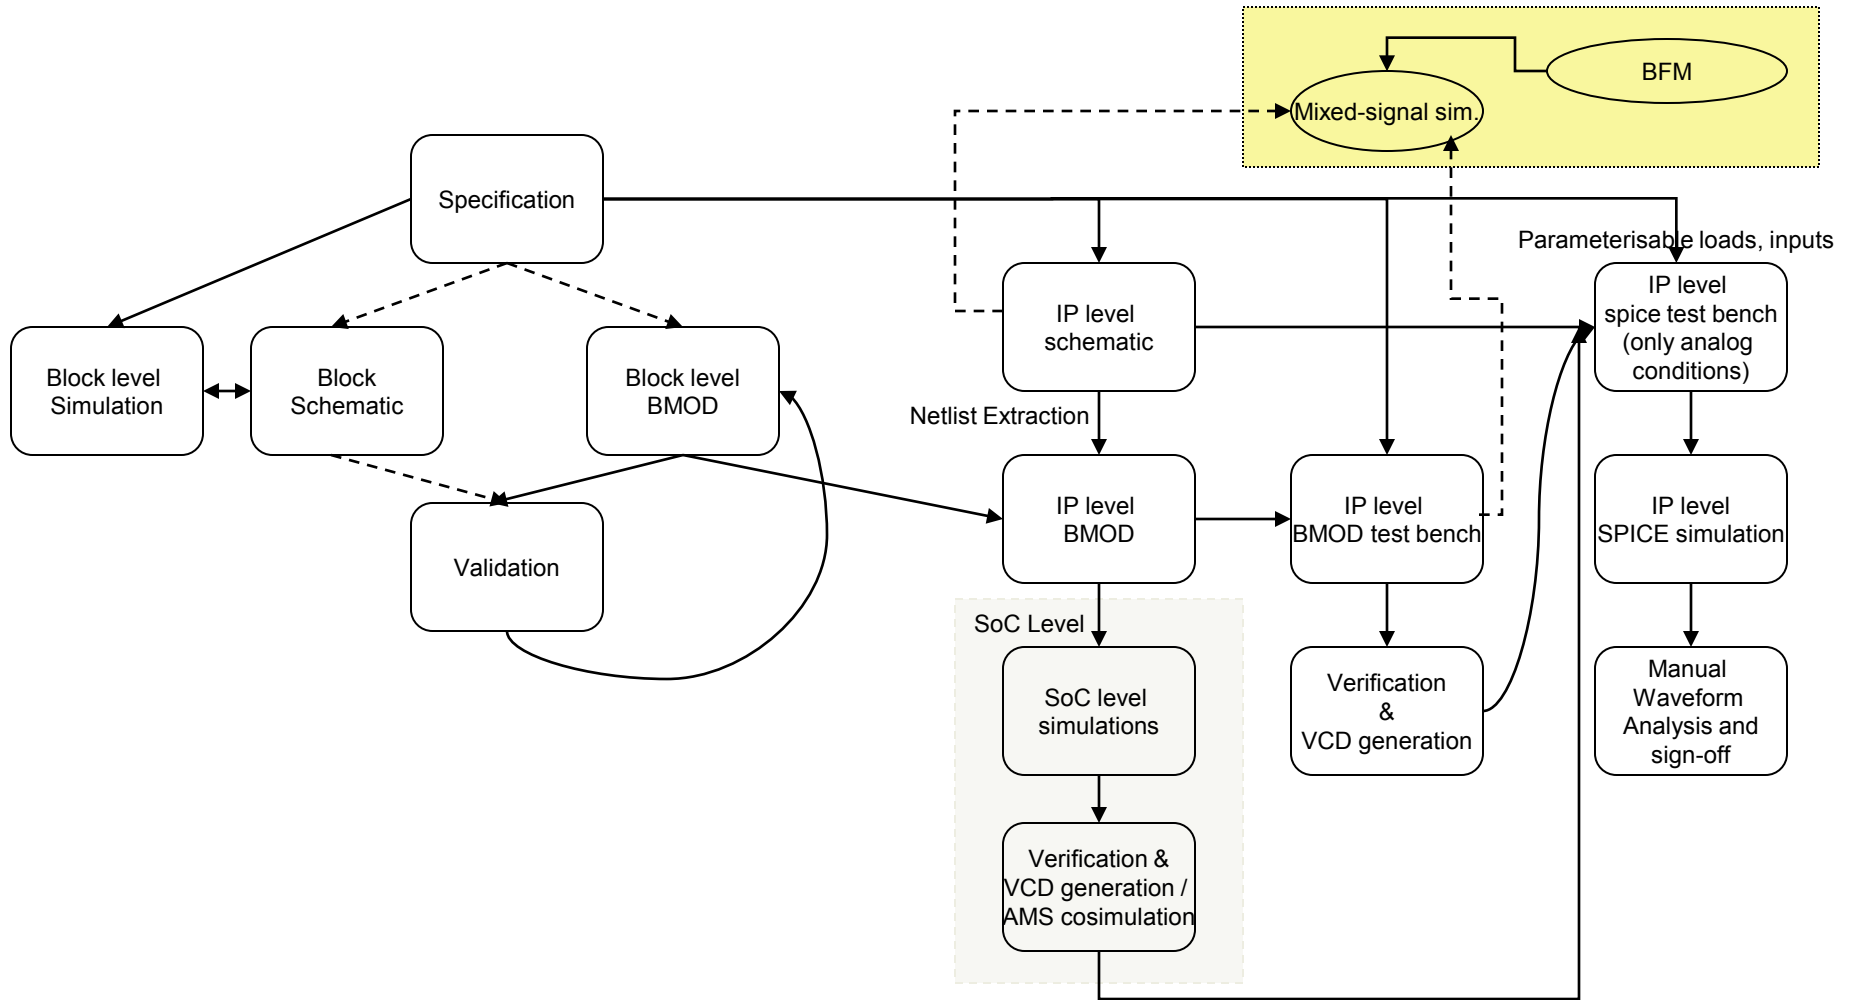 BFM
Mixed-signal sim.
Specification
Parameterisable loads, inputs
IP level
schematic
IP level
spice test bench
(only analog
conditions)
Block level
Simulation
Block
Schematic
Block level
BMOD
Netlist Extraction
IP level
BMOD
IP level
BMOD test bench
IP level
SPICE simulation
Validation
SoC Level
SoC level
simulations
Verification
&
VCD generation
Manual
Waveform
Analysis and
sign-off
Verification &
VCD generation /
AMS cosimulation